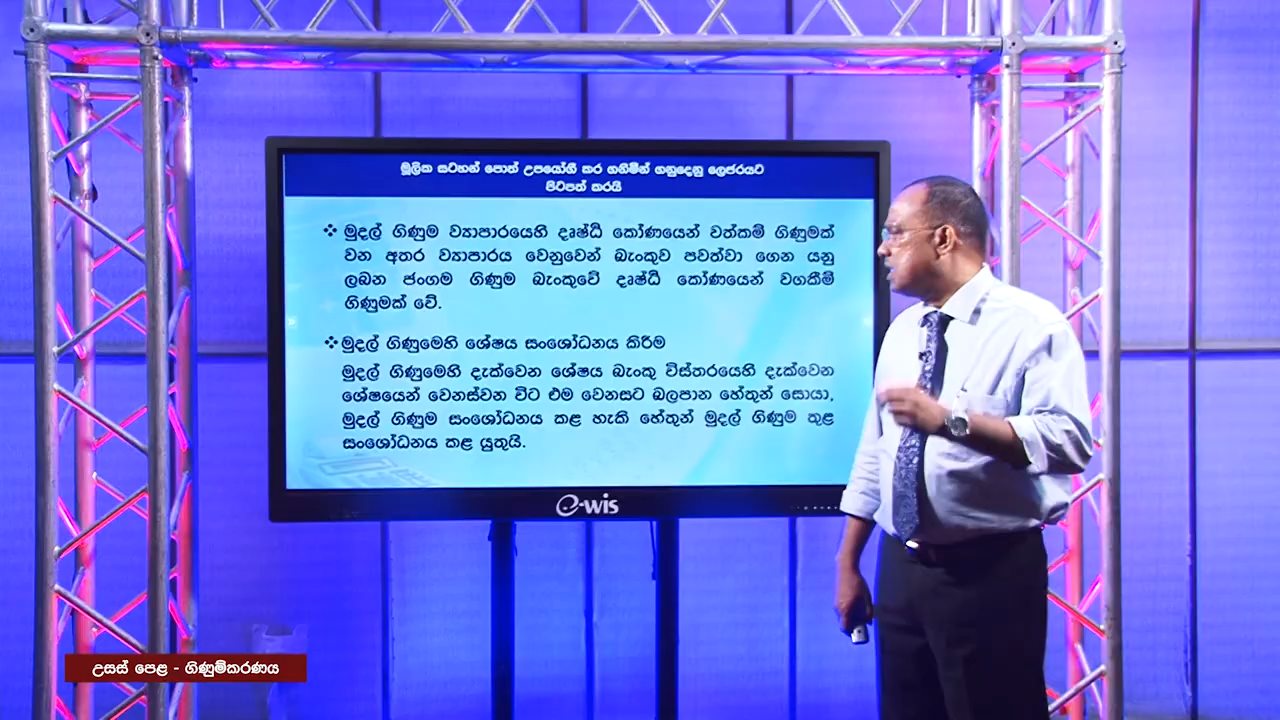 මූලික සටහන් පොත් උපයෝගී කර ගනිමින් ගනුදෙනු ලෙජරයට
පිටපත් කරයි
❖ මුදල් ගිණුම ව්‍යාපාරයෙහි දෘෂ්ඨි කෝණයෙන් වත්කම් ගිණුමක්
වන අතර ව්‍යාපාරය වෙනුවෙන් බැංකුව පවත්වා ගෙන යනු
ලබන ජංගම ගිණුම බැංකුවේ දෘෂ්ඨි කෝණයෙන් වගකීම්
ගිණුමක් වේ.
❖ මුදල් ගිණුමෙහි ශේෂය සංශෝධනය කිරීම
මුදල් ගිණුමෙහි දැක්වෙන ශේෂය බැංකු විස්තරයෙහි දැක්වෙන
ශේෂයෙන් වෙනස්වන විට එම වෙනසට බලපාන හේතුන් සොයා,
මුදල් ගිණුම සංශෝධනය කළ හැකි හේතුන් මුදල් ගිණුම තුළ
සංශෝධනය කළ යුතුයි.
e-wis
උසස් පෙළ - ගිණුම්කරණය